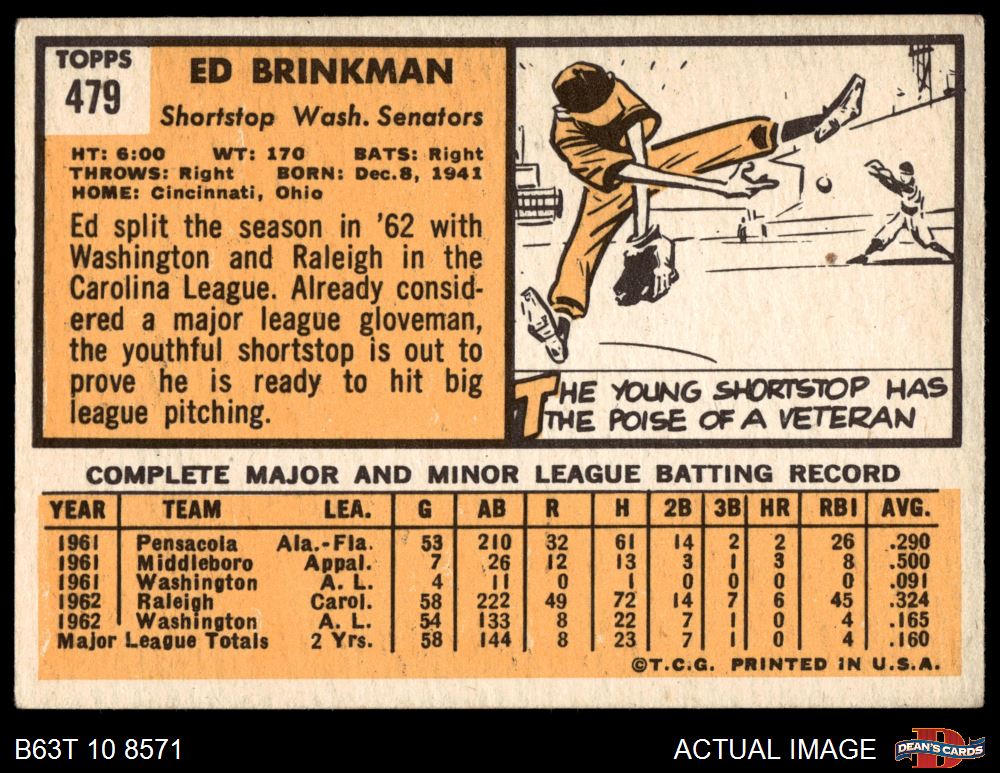 TOPPS
479
ED BRINKMAN
Shortstop Wash. Senators
HT: 6:00 WT: 170 BATS: Right
THROWS: Right BORN: Dec. 8, 1941
HOME: Cincinnati, Ohio
Ed split the season in '62 with
Washington and Raleigh in the
Carolina League. Already consid-
ered a major league gloveman,
the youthful shortstop is out to
prove he is ready to hit big
league pitching.
THE YOUNG SHORTSTOP HAS
THE POISE OF A VETERAN
COMPLETE MAJOR AND MINOR LEAGUE BATTING RECORD
YEAR TEAM LEA. G AB R H 2B 3B HR RBI AVG.
1961 Pensacola Ala.-Fla. 53 210 32 61 14 2 2 26 .290
1961 Middleboro Appal. 7 26 12 13 3 1 3 8 .500
1961 Washington A. L. 4 11 0 1 0 0 0 0 .091
1962 Raleigh Carol. 58 222 49 72 14 7 6 45 .324
1962 Washington A. L. 54 133 8 22 7 1 0 4 .165
Major League Totals 2 Yrs. 58 144 8 23 7 1 0 4 .160
©T.C.G. PRINTED IN U.S.A.
B63T 10 8571
ACTUAL IMAGE
DEAN'S CARDS